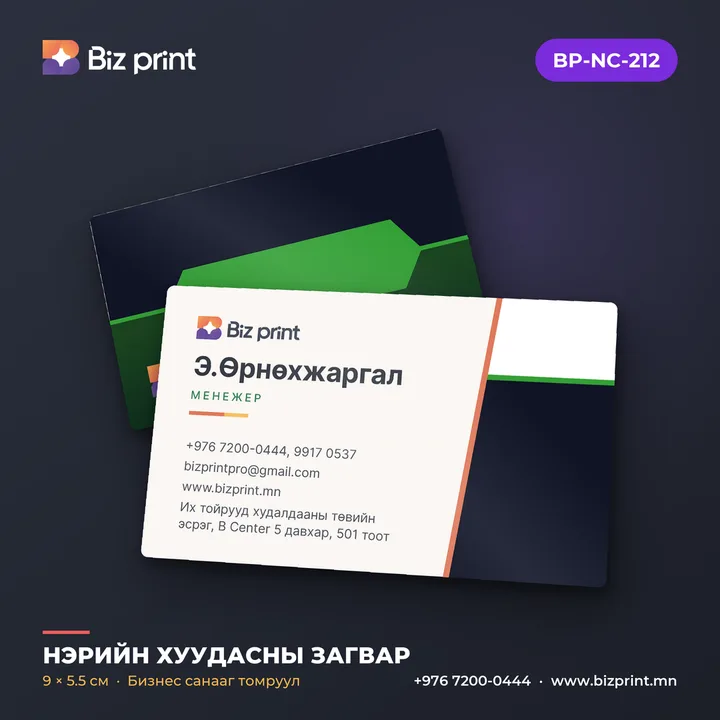 Biz print
BP-NC-212
Biz print
Э.Өрнөхжаргал
МЕНЕЖЕР
+976 7200-0444, 9917 0537
bizprintpro@gmail.com
www.bizprint.mn
Их тойрууд худалдааны төвийн
эсрэг, B Center 5 давхар, 501 тоот
НЭРИЙН ХУУДАСНЫ ЗАГВАР
9 × 5.5 см · Бизнес санааг томруул
+976 7200-0444 · www.bizprint.mn